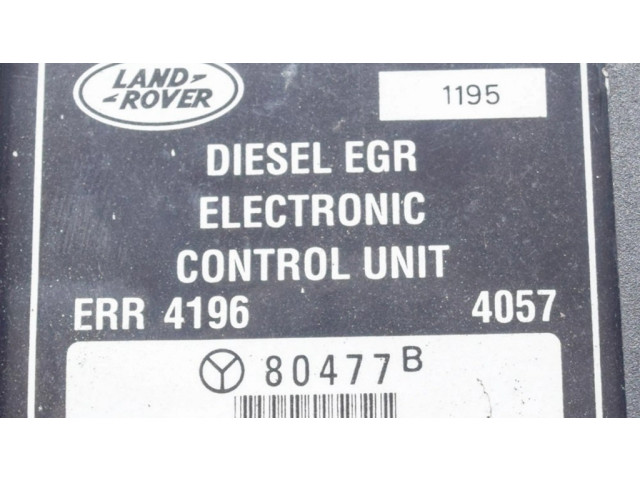 LAND-
ROVER
1195
DIESEL EGR
ELECTRONIC
CONTROL UNIT
ERR 4196 4057
80477B